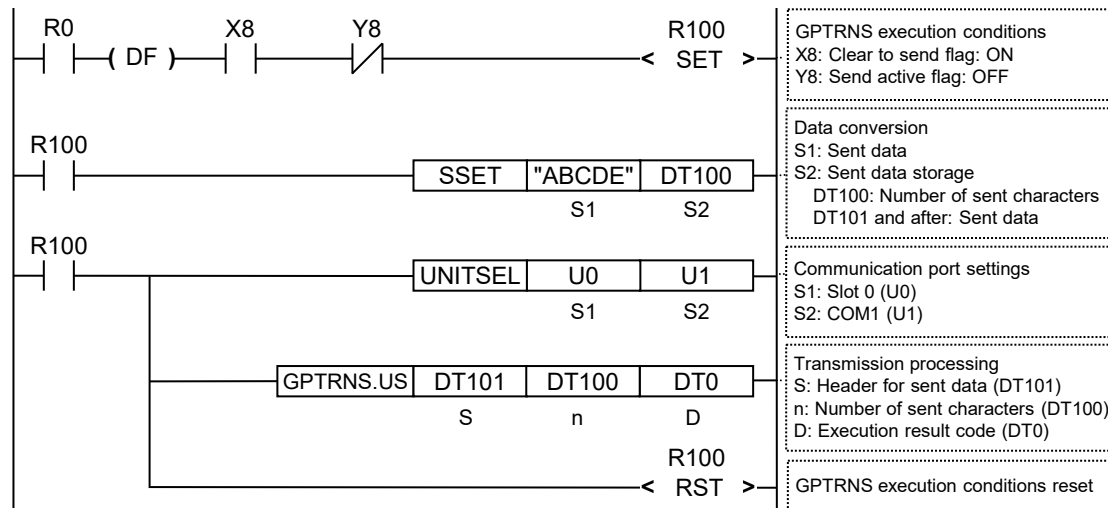 R0 X8 Y8 R100
( DF ) < SET >
GPTRNS execution conditions
X8: Clear to send flag: ON
Y8: Send active flag: OFF
R100
SSET "ABCDE" DT100
S1 S2
Data conversion
S1: Sent data
S2: Sent data storage
DT100: Number of sent characters
DT101 and after: Sent data
R100
UNITSEL U0 U1
S1 S2
Communication port settings
S1: Slot 0 (U0)
S2: COM1 (U1)
GPTRNS.US DT101 DT100 DT0
S n D
Transmission processing
S: Header for sent data (DT101)
n: Number of sent characters (DT100)
D: Execution result code (DT0)
R100
< RST >
GPTRNS execution conditions reset